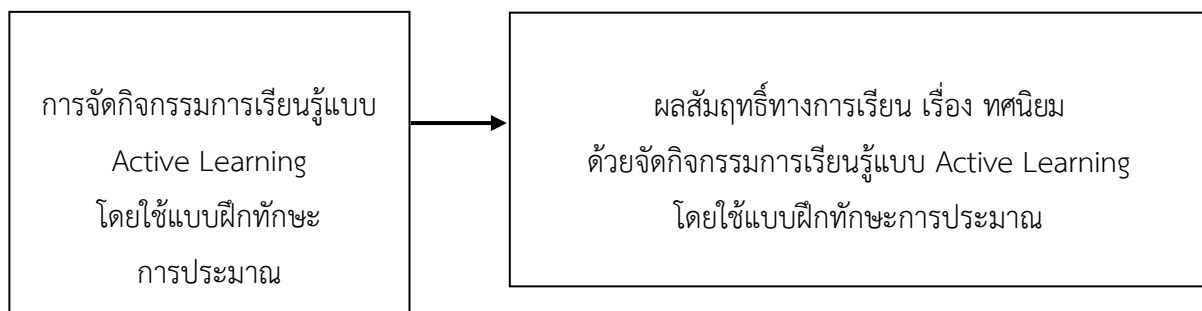 การจัดกิจกรรมการเรียนรู้แบบ
Active Learning
โดยใช้แบบฝึกทักษะ
การประมาณ
ผลสัมฤทธิ์ทางการเรียน เรื่อง ทศนิยม
ด้วยจัดกิจกรรมการเรียนรู้แบบ Active Learning
โดยใช้แบบฝึกทักษะการประมาณ